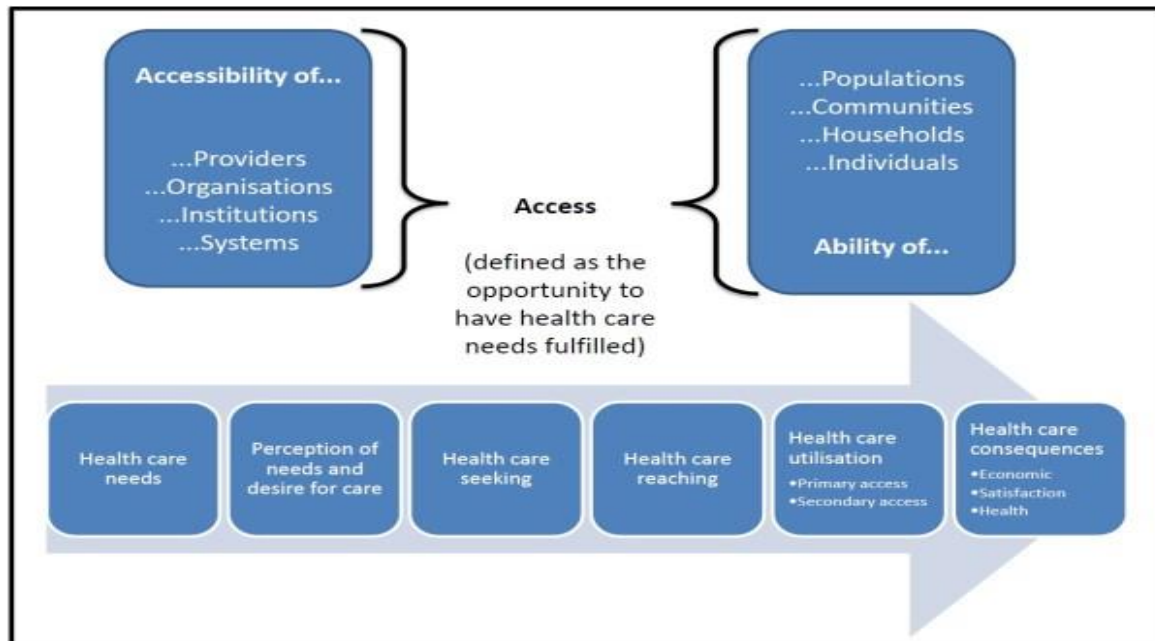 Accessibility of...
...Providers
...Organisations
...Institutions
...Systems
Access
(defined as the
opportunity to
have health care
needs fulfilled)
...Populations
...Communities
...Households
...Individuals
Ability of...
Health care
needs
Perception of
needs and
desire for care
Health care
seeking
Health care
reaching
Health care
utilisation
•Primary access
•Secondary access
Health care
consequences
•Economic
•Satisfaction
•Health